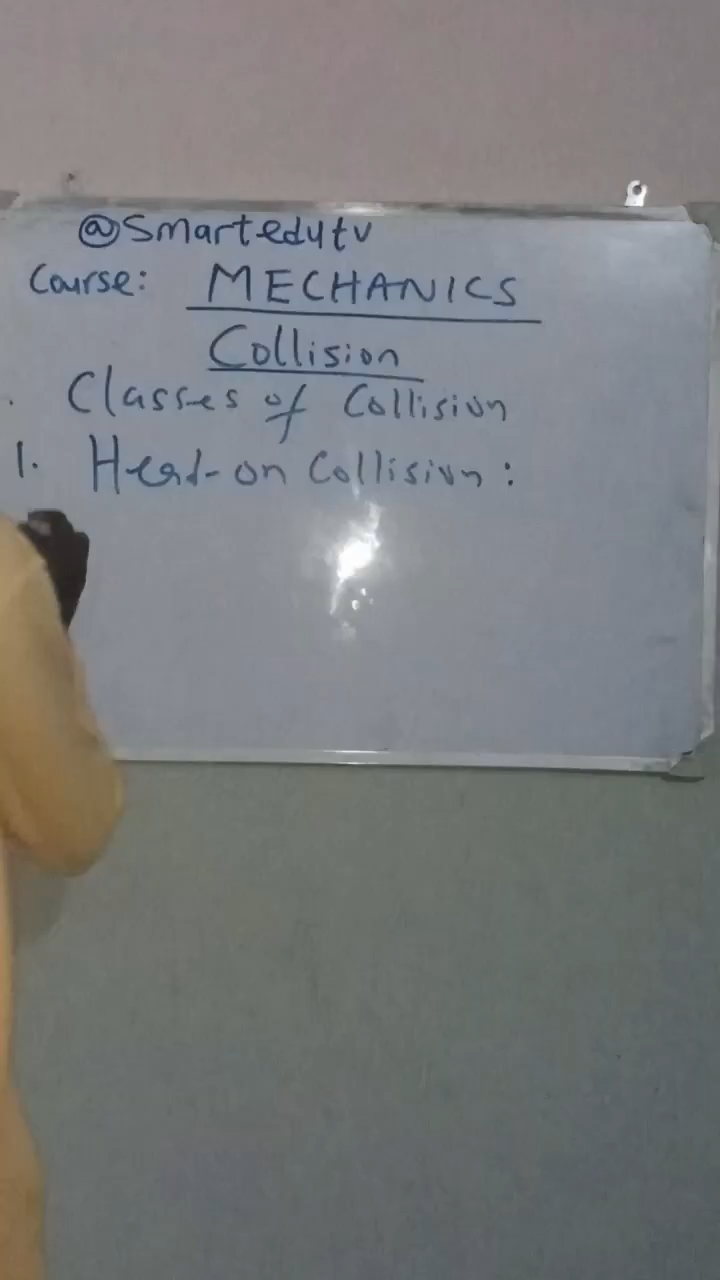 @Smartedutv
Course: MECHANICS
Collision
Classes of Collision
1. Head-on Collision: